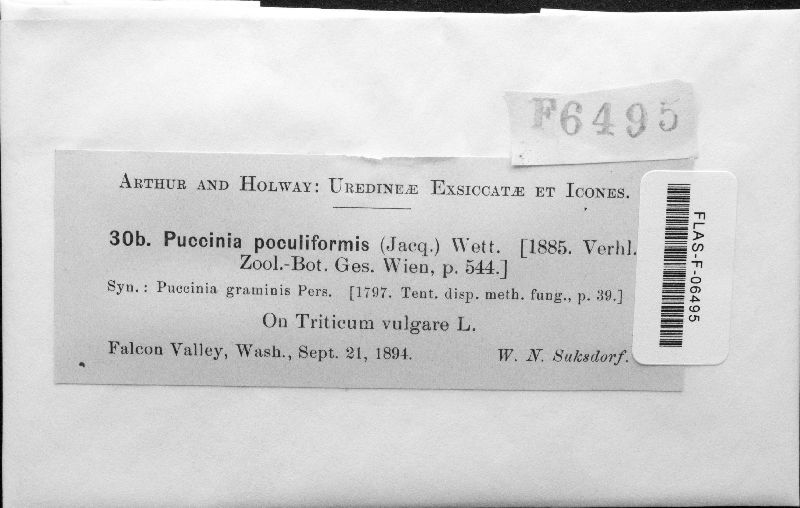 F6495
ARTHUR AND HOLWAY: UREDINEÆ EXSICCATÆ ET ICONES.
30b. Puccinia poculiformis (Jacq.) Wett. [1885. Verhl.
Zool.-Bot. Ges. Wien, p. 544.]
Syn.: Puccinia graminis Pers. [1797. Tent. disp. meth. fung., p. 39.]
On Triticum vulgare L.
Falcon Valley, Wash., Sept. 21, 1894. W. N. Suksdorf.
FLAS-F-06495